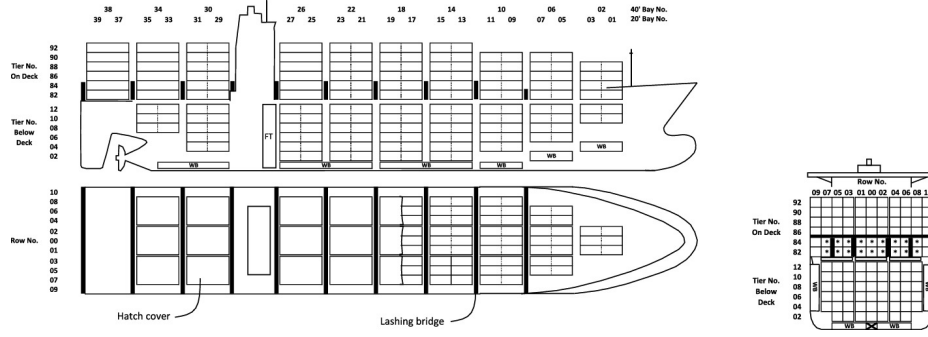 38 34 30 26 22 18 14 10 06 02 40' Bay No.
39 37 35 33 31 29 27 25 23 21 19 17 15 13 11 09 07 05 03 01 20' Bay No.
92
90
Tier No. 88
On Deck 86
84
82
12
Tier No. 10
Below 08
Deck 06
04
02
FT
WB
WB
WB
WB
WB
WB
WB
10
08
06
04
02
Row No. 00
01
03
05
07
09
Hatch cover
Lashing bridge
Row No.
09 07 05 03 01 00 02 04 06 08 1
92
90
Tier No. 88
On Deck 86
84 * * * * * * * * *
82 * * * * * * * * *
12
Tier No. 10
Below 08
Deck 06
04
02
WB
WB
WB WB